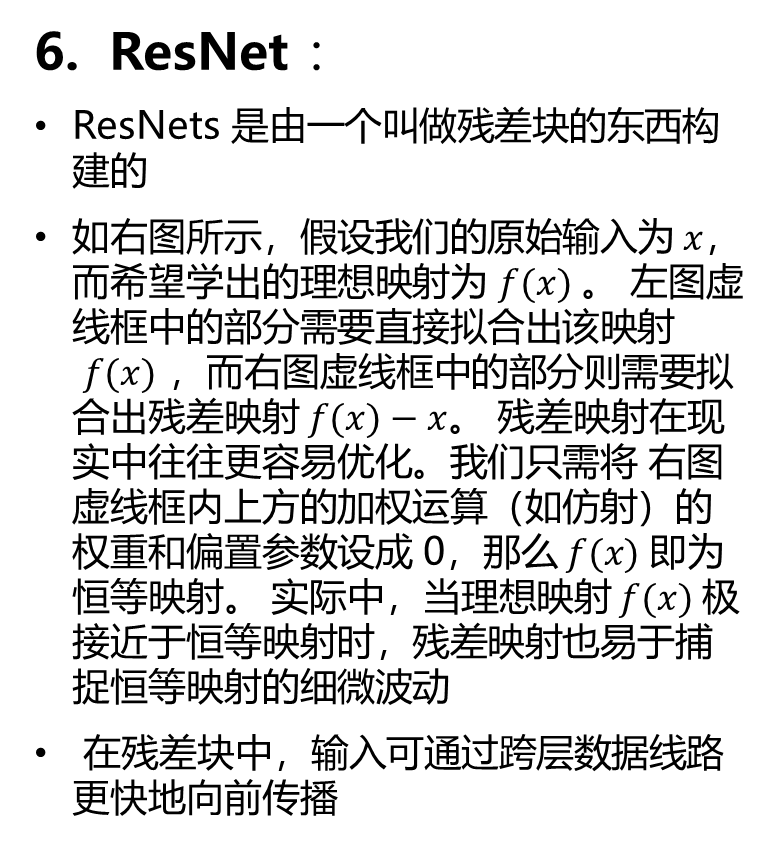 6. ResNet：
• ResNets 是由一个叫做残差块的东西构
建的
• 如右图所示，假设我们的原始输入为 x，
而希望学出的理想映射为 f(x) 。 左图虚
线框中的部分需要直接拟合出该映射
f(x) ，而右图虚线框中的部分则需要拟
合出残差映射 f(x) − x。 残差映射在现
实中往往更容易优化。我们只需将 右图
虚线框内上方的加权运算（如仿射）的
权重和偏置参数设成 0，那么 f(x) 即为
恒等映射。 实际中，当理想映射 f(x) 极
接近于恒等映射时，残差映射也易于捕
捉恒等映射的细微波动
• 在残差块中，输入可通过跨层数据线路
更快地向前传播